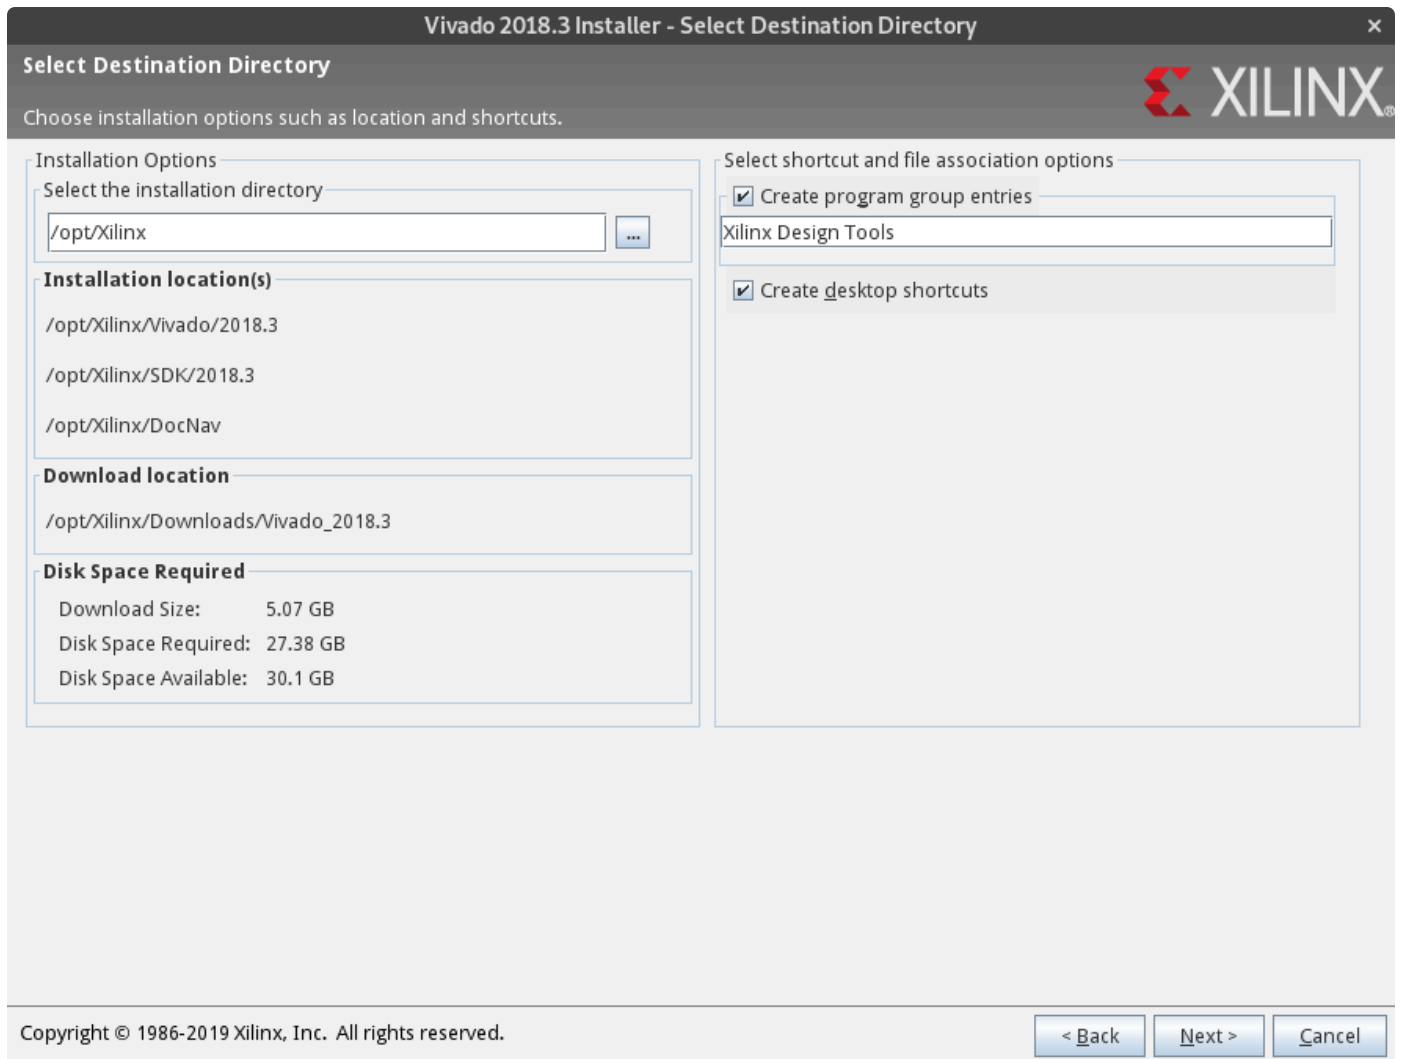 Vivado 2018.3 Installer - Select Destination Directory
×
Select Destination Directory
Choose installation options such as location and shortcuts.
XILINX®
Installation Options
Select the installation directory
/opt/Xilinx
...
Installation location(s)
/opt/Xilinx/Vivado/2018.3
/opt/Xilinx/SDK/2018.3
/opt/Xilinx/DocNav
Download location
/opt/Xilinx/Downloads/Vivado_2018.3
Disk Space Required
Download Size: 5.07 GB
Disk Space Required: 27.38 GB
Disk Space Available: 30.1 GB
Select shortcut and file association options
Create program group entries
Xilinx Design Tools
Create desktop shortcuts
Copyright © 1986-2019 Xilinx, Inc. All rights reserved.
< Back
Next >
Cancel